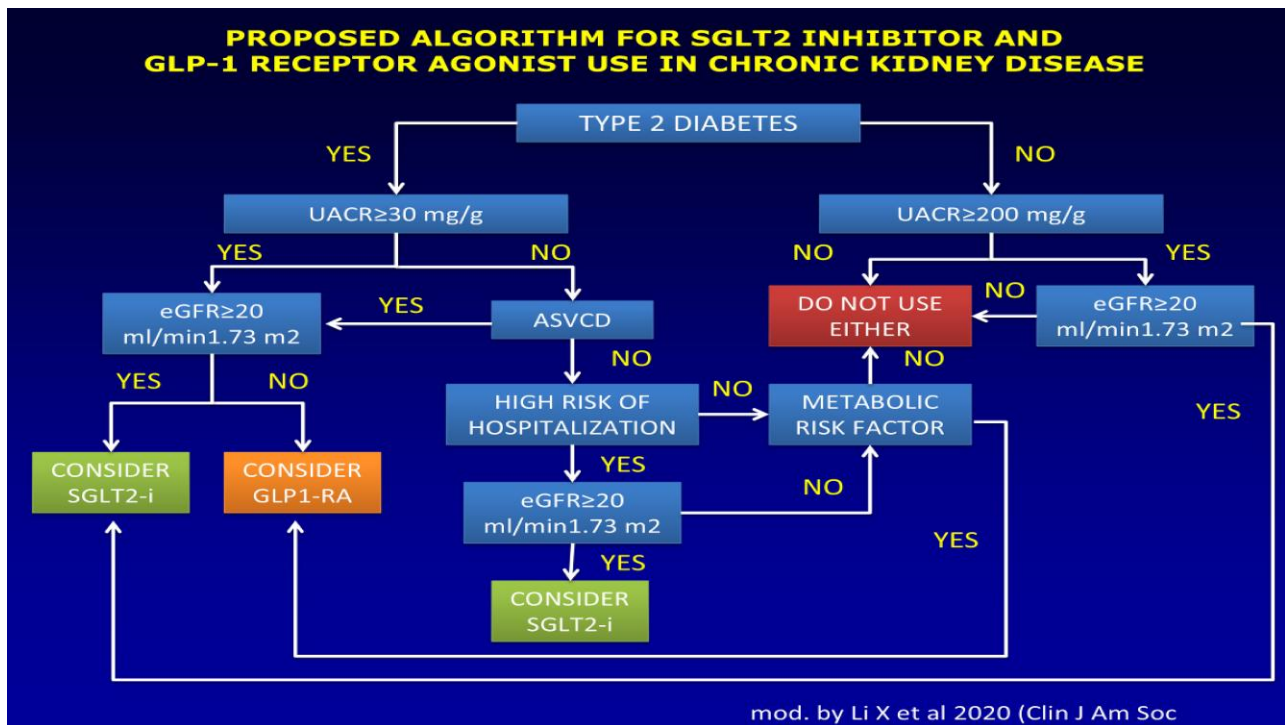 PROPOSED ALGORITHM FOR SGLT2 INHIBITOR AND
GLP-1 RECEPTOR AGONIST USE IN CHRONIC KIDNEY DISEASE
TYPE 2 DIABETES
YES
NO
UACR≥30 mg/g
UACR≥200 mg/g
YES
NO
NO
YES
eGFR≥20
ml/min1.73 m2
YES
ASVCD
DO NOT USE
EITHER
NO
eGFR≥20
ml/min1.73 m2
YES
NO
NO
NO
YES
HIGH RISK OF
HOSPITALIZATION
NO
METABOLIC
RISK FACTOR
CONSIDER
SGLT2-i
CONSIDER
GLP1-RA
YES
eGFR≥20
ml/min1.73 m2
NO
YES
YES
CONSIDER
SGLT2-i
mod. by Li X et al 2020 (Clin J Am Soc